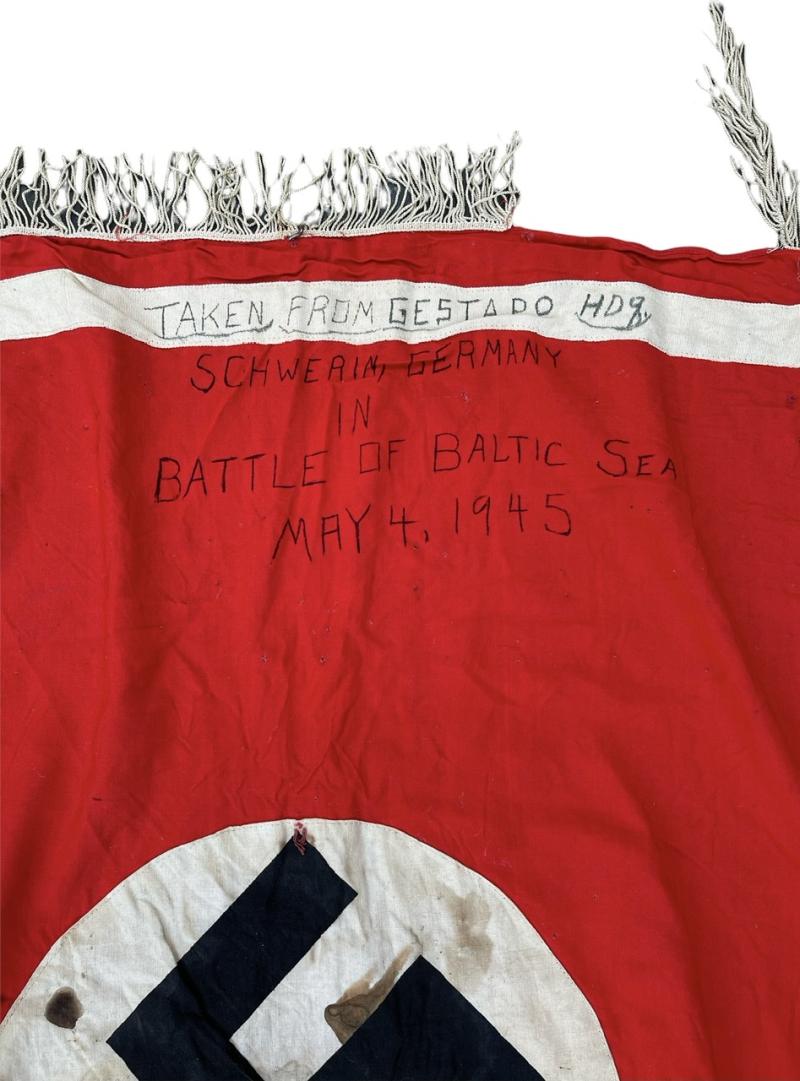 TAKEN FROM GESTAPO HDQ,
SCHWERIN, GERMANY
IN
BATTLE OF BALTIC SEA
MAY 4, 1945